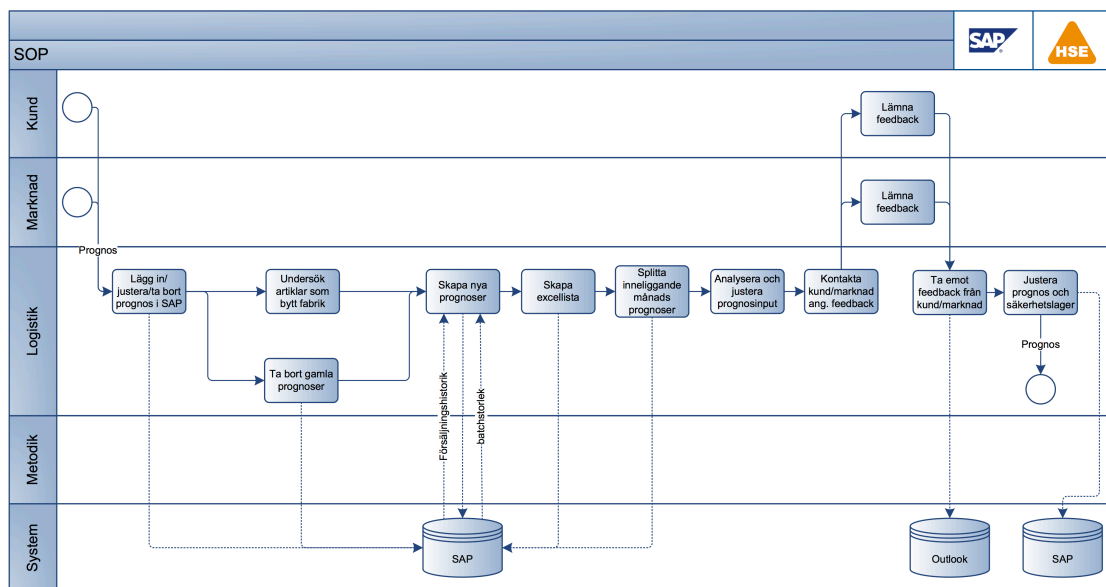 SOP
SAP
HSE
Kund
Lämna
feedback
Marknad
Lämna
feedback
Prognos
Logistik
Lägg in/
justera/ta bort
prognos i SAP
Undersök
artiklar som
bytt fabrik
Ta bort gamla
prognoser
Skapa nya
prognoser
Skapa
excellista
Splitta
inneliggande
månads
prognoser
Analysera och
justera
prognosinput
Kontakta
kund/marknad
ang. feedback
Ta emot
feedback från
kund/marknad
Justera
prognos och
säkerhetslager
Prognos
Försäljningshistorik
batchstorlek
Metodik
System
SAP
Outlook
SAP